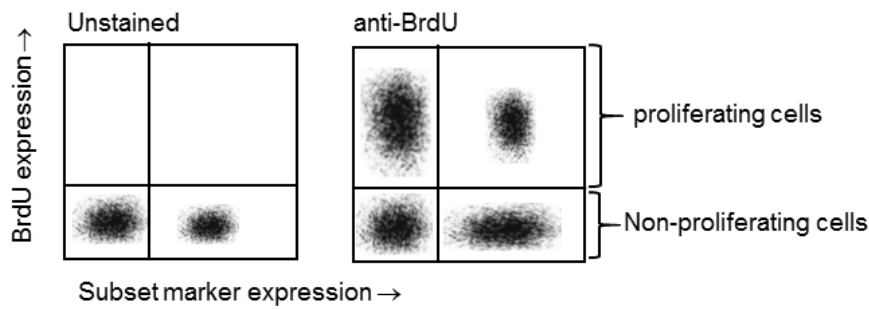 Unstained
anti-BrdU
BrdU expression →
proliferating cells
Non-proliferating cells
Subset marker expression →